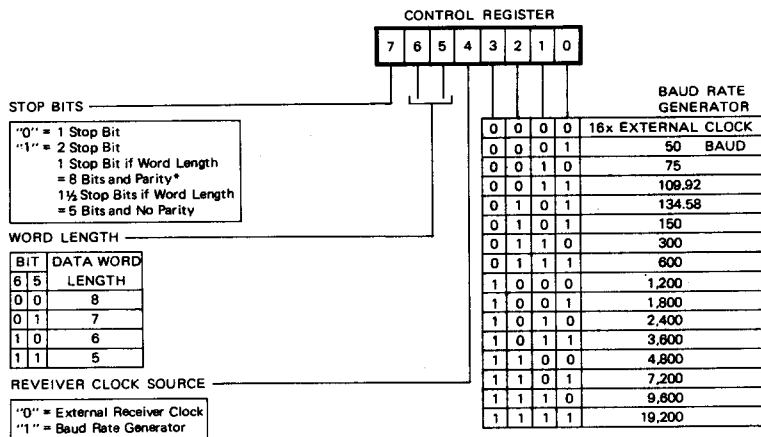 CONTROL REGISTER
7 6 5 4 3 2 1 0
STOP BITS
"0" = 1 Stop Bit
"1" = 2 Stop Bit
1 Stop Bit if Word Length
= 8 Bits and Parity*
1½ Stop Bits if Word Length
= 5 Bits and No Parity
WORD LENGTH
BIT DATA WORD
6 5 LENGTH
0 0 8
0 1 7
1 0 6
1 1 5
REVEIVER CLOCK SOURCE
"0" = External Receiver Clock
"1" = Baud Rate Generator
BAUD RATE
GENERATOR
0 0 0 0 16x EXTERNAL CLOCK
0 0 0 1 50 BAUD
0 0 1 0 75
0 0 1 1 109.92
0 1 0 1 134.58
0 1 0 1 150
0 1 1 0 300
0 1 1 1 600
1 0 0 0 1,200
1 0 0 1 1,800
1 0 1 0 2,400
1 0 1 1 3,600
1 1 0 0 4,800
1 1 0 1 7,200
1 1 1 0 9,600
1 1 1 1 19,200